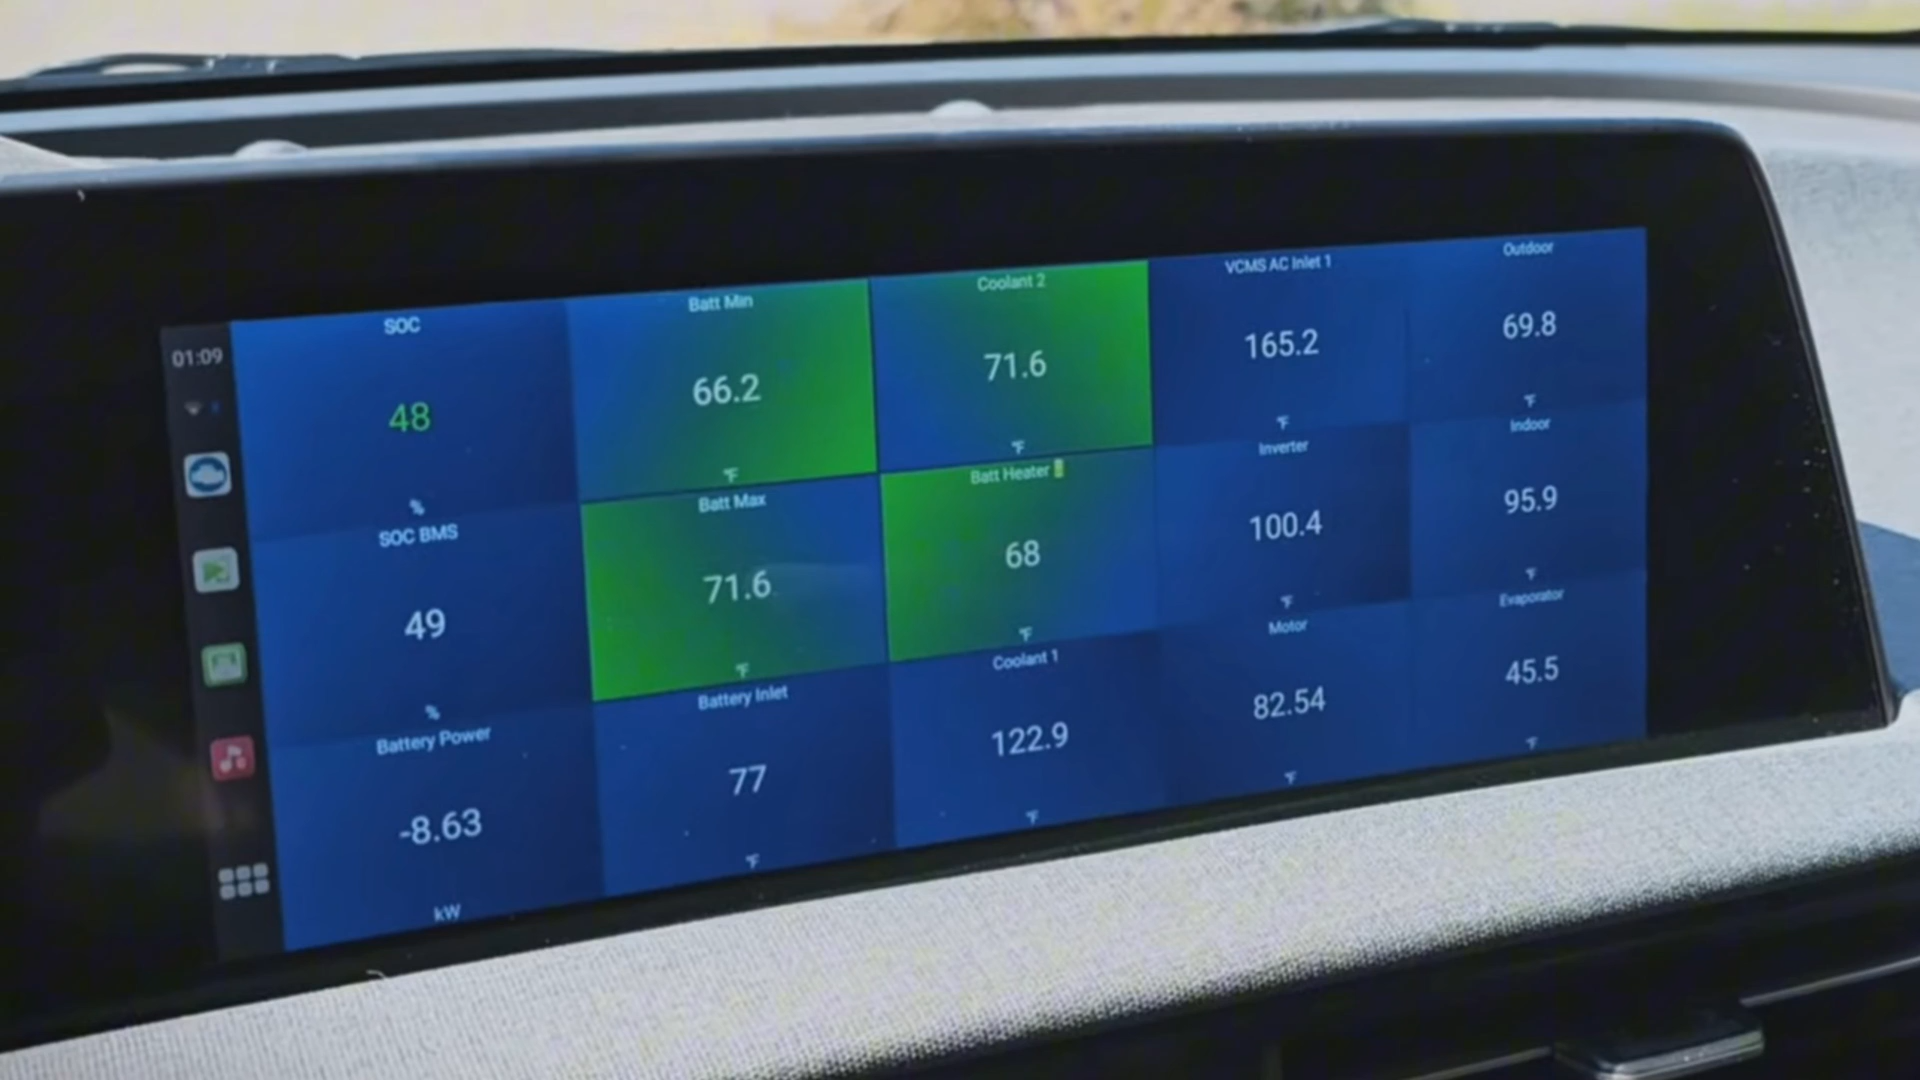 01:09
SOC
48
%
SOC BMS
49
%
Battery Power
-8.63
kW
Batt Min
66.2
°F
Batt Max
71.6
°F
Battery Inlet
77
°F
Coolant 2
71.6
°F
Batt Heater
68
°F
Coolant 1
122.9
°F
VCMS AC Inlet 1
165.2
°F
Inverter
100.4
°F
Motor
82.54
°F
Outdoor
69.8
°F
Indoor
95.9
°F
Evaporator
45.5
°F